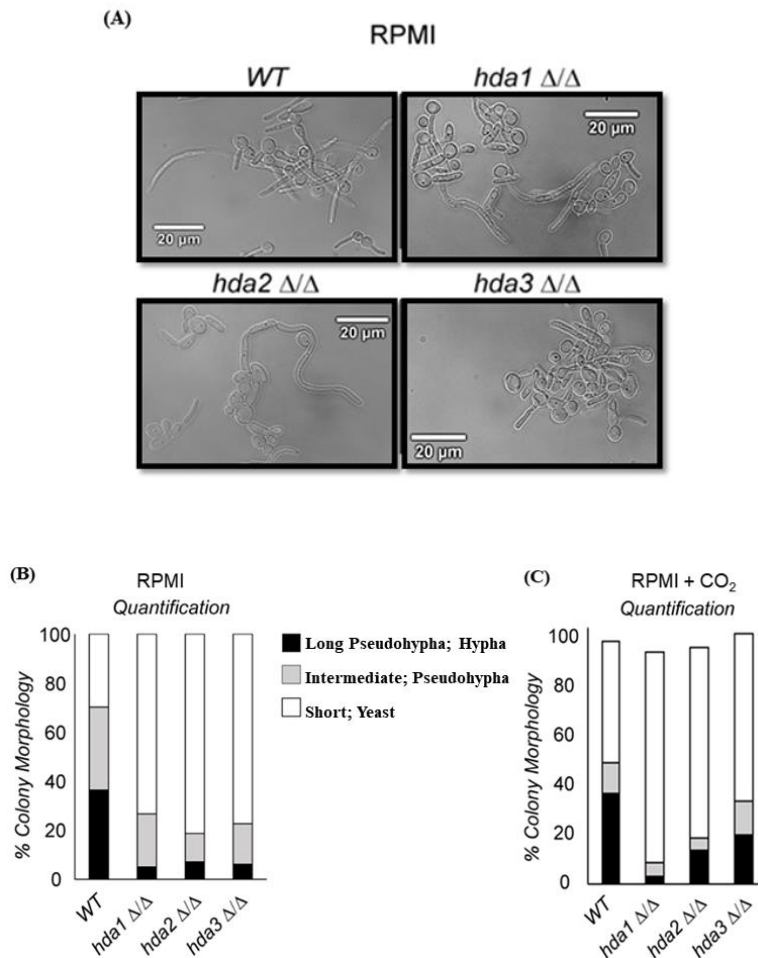 (A)
RPMI
WT
hda1 Δ/Δ
20 µm
20 µm
hda2 Δ/Δ
hda3 Δ/Δ
20 µm
20 µm
(B)
RPMI
Quantification
% Colony Morphology
100
80
60
40
20
0
WT
hda1 Δ/Δ
hda2 Δ/Δ
hda3 Δ/Δ
Long Pseudohypha; Hypha
Intermediate; Pseudohypha
Short; Yeast
(C)
RPMI + CO₂
Quantification
% Colony Morphology
100
80
60
40
20
0
WT
hda1 Δ/Δ
hda2 Δ/Δ
hda3 Δ/Δ